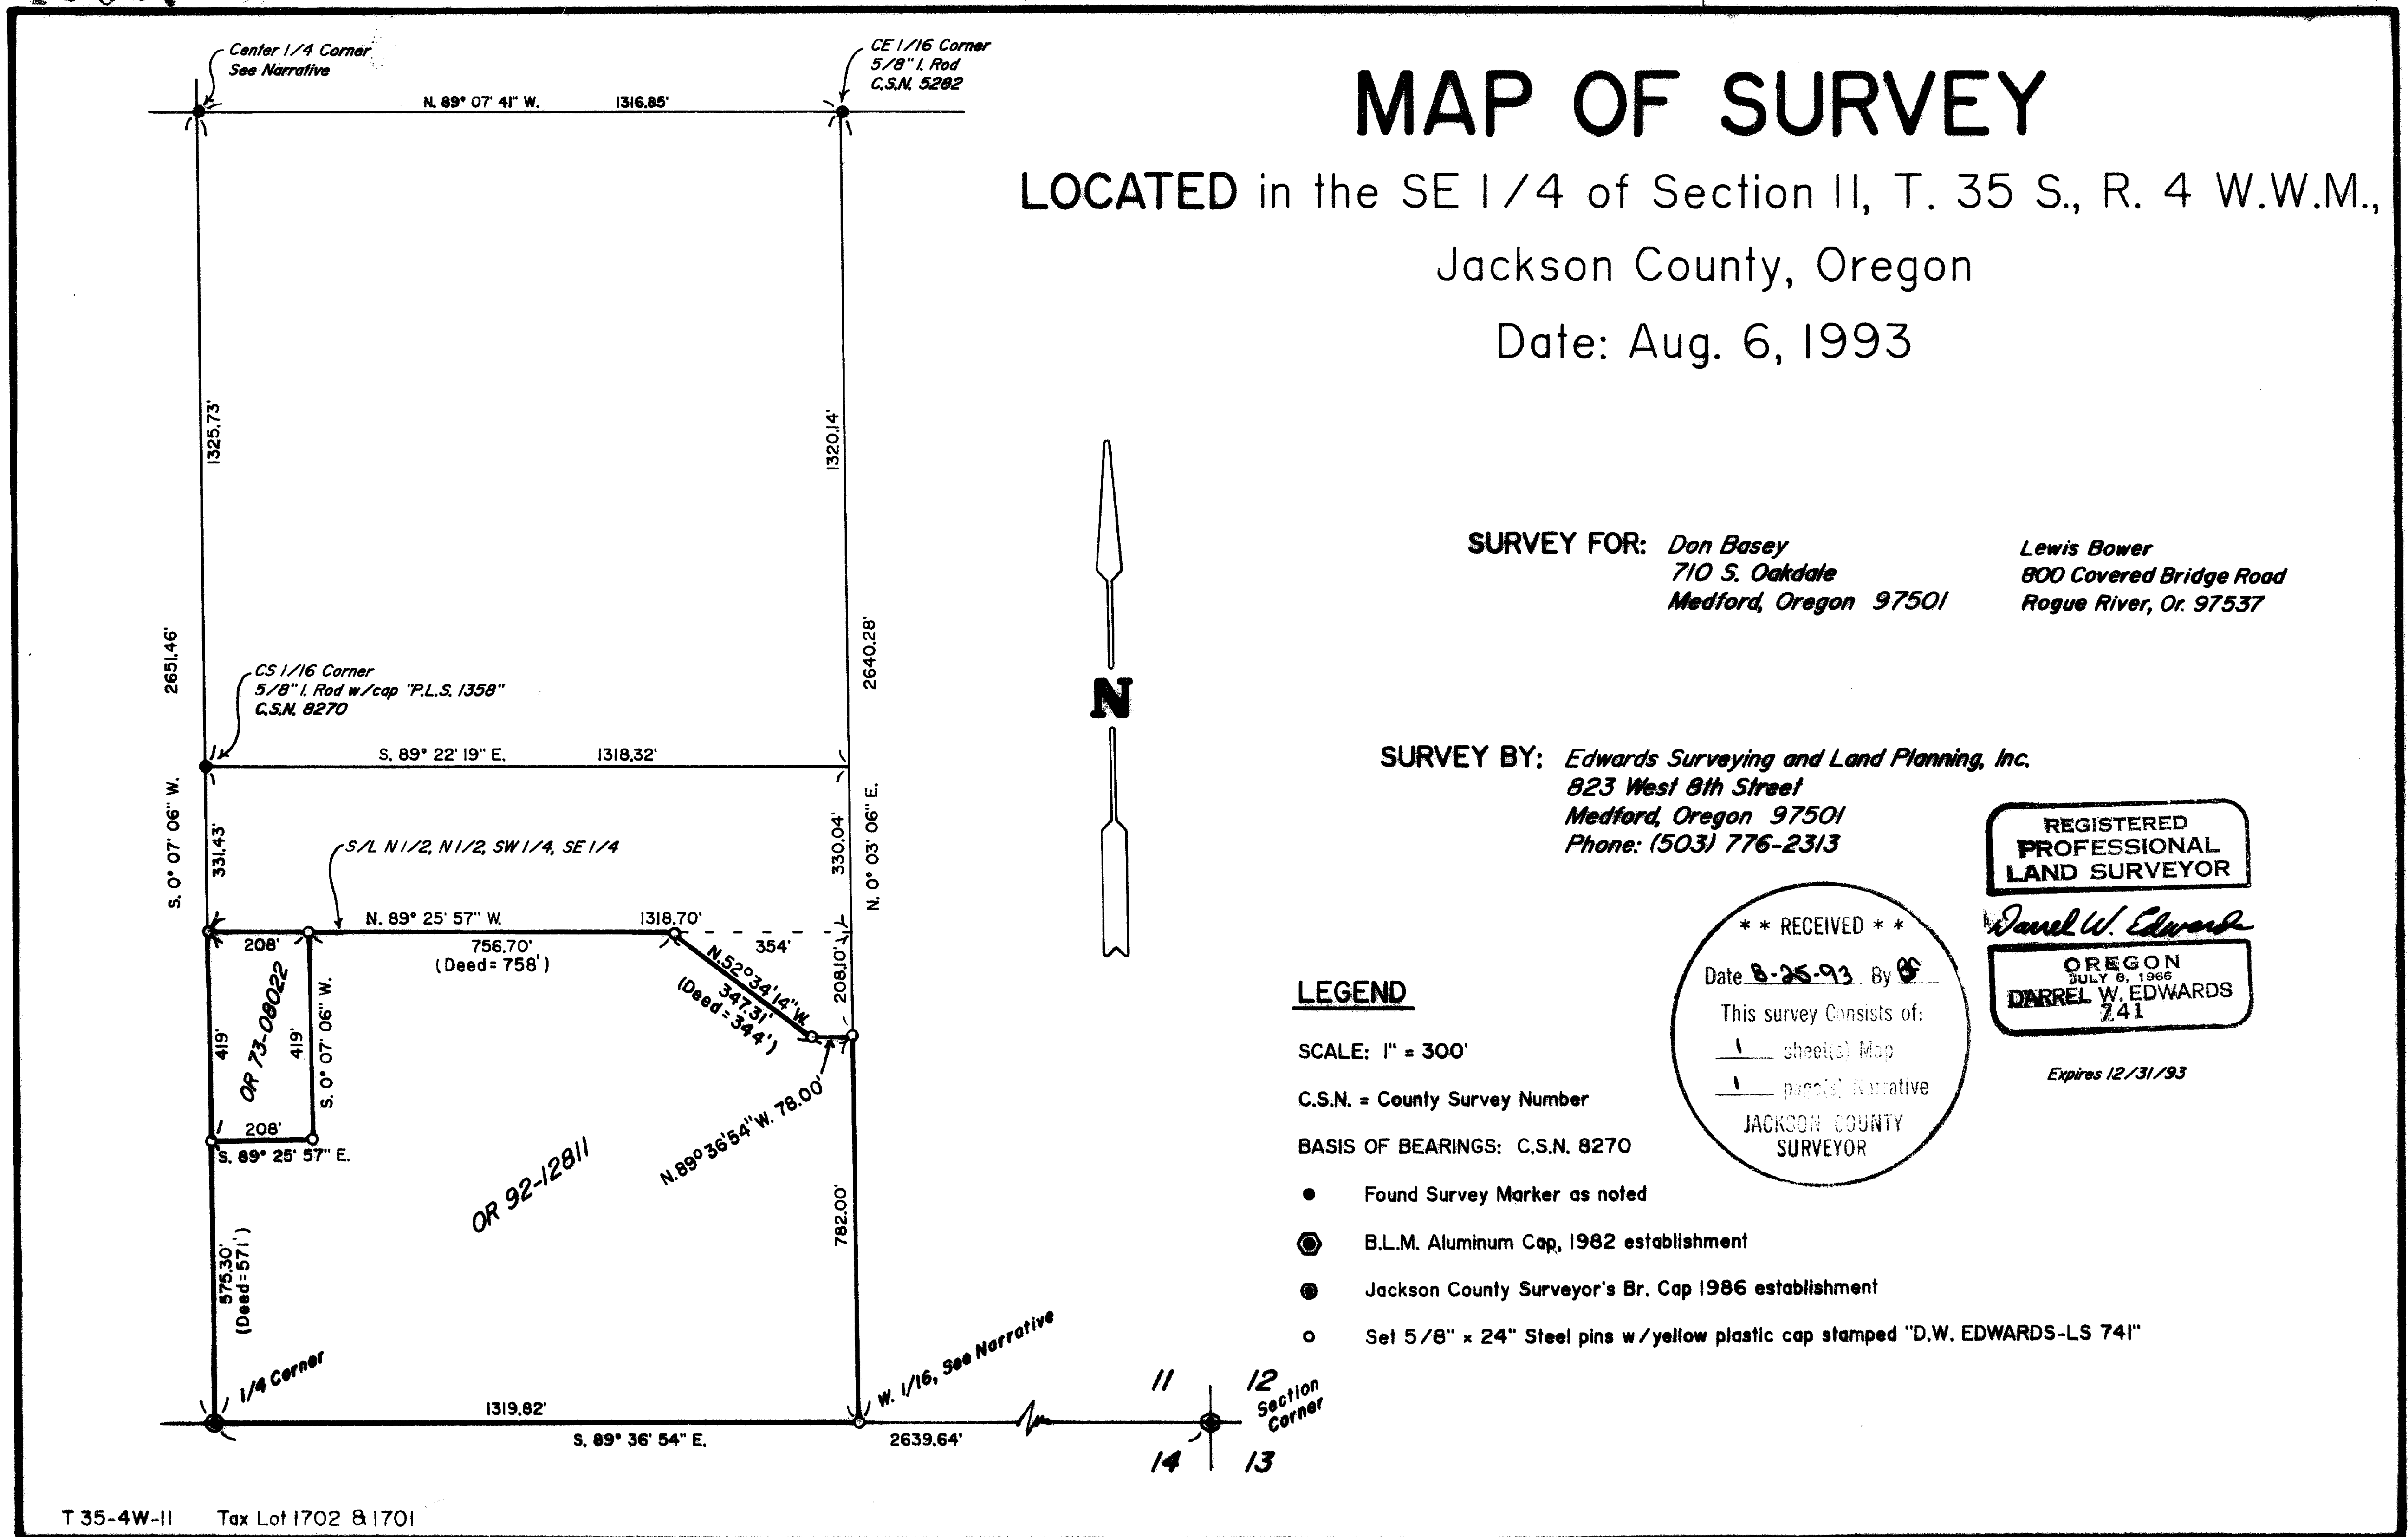 MAP OF SURVEY
LOCATED in the SE 1/4 of Section 11, T. 35 S., R. 4 W.W.M.,
Jackson County, Oregon
Date: Aug. 6, 1993
Center 1/4 Corner
See Narrative
CE 1/16 Corner
5/8" I. Rod
C.S.N. 5282
N. 89° 07' 41" W. 1316.85'
1325.73'
1320.14'
2651.46'
2640.28'
CS 1/16 Corner
5/8" I. Rod w/cap "P.L.S. 1358"
C.S.N. 8270
S. 89° 22' 19" E. 1318.32'
S. 0° 07' 06" W.
N. 0° 03' 06" E.
331.43'
330.04'
S/L N 1/2, N 1/2, SW 1/4, SE 1/4
N. 89° 25' 57" W. 1318.70'
208'
756.70'
(Deed = 758')
354'
208.10'
N.52°34'14"W.
347.31'
(Deed = 344')
419'
OR 73-08022
419'
S. 0° 07' 06" W.
208'
S. 89° 25' 57" E.
N.89°36'54"W. 78.00'
OR 92-12811
782.00'
575.30'
(Deed = 571')
1/4 Corner
W. 1/16, See Narrative
1319.82'
S. 89° 36' 54" E.
2639.64'
11 12
14 13
Section
Corner
T 35-4W-11 Tax Lot 1702 & 1701
N
SURVEY FOR: Don Basey
710 S. Oakdale
Medford, Oregon 97501
Lewis Bower
800 Covered Bridge Road
Rogue River, Or. 97537
SURVEY BY: Edwards Surveying and Land Planning, Inc.
823 West 8th Street
Medford, Oregon 97501
Phone: (503) 776-2313
REGISTERED
PROFESSIONAL
LAND SURVEYOR
Darrel W. Edwards
OREGON
JULY 8, 1966
DARREL W. EDWARDS
741
Expires 12/31/93
* * RECEIVED * *
Date 8-25-93 By
This survey Consists of:
1 sheet(s) Map
1 page(s) Narrative
JACKSON COUNTY
SURVEYOR
LEGEND
SCALE: 1" = 300'
C.S.N. = County Survey Number
BASIS OF BEARINGS: C.S.N. 8270
Found Survey Marker as noted
B.L.M. Aluminum Cap, 1982 establishment
Jackson County Surveyor's Br. Cap 1986 establishment
Set 5/8" x 24" Steel pins w/yellow plastic cap stamped "D.W. EDWARDS-LS 741"